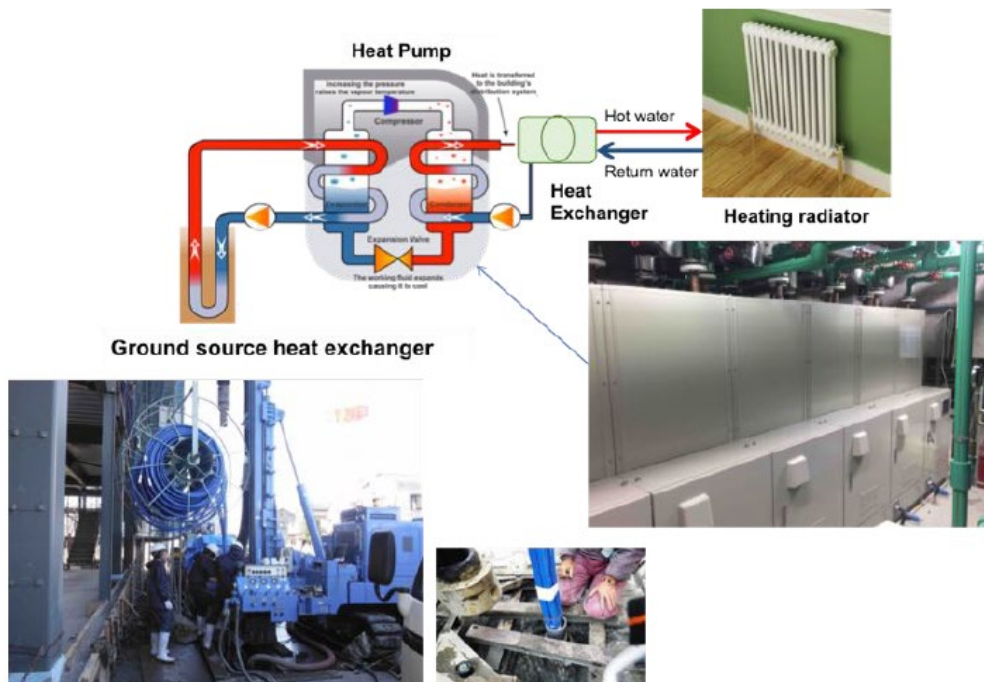 Heat Pump
increasing the pressure
raises the vapour temperature
Compressor
Heat is transferred
to the building's
distribution system
Hot water
Return water
Heat
Exchanger
Heating radiator
Evaporator
Condenser
Expansion Valve
The working fluid expands
causing it to cool
Ground source heat exchanger